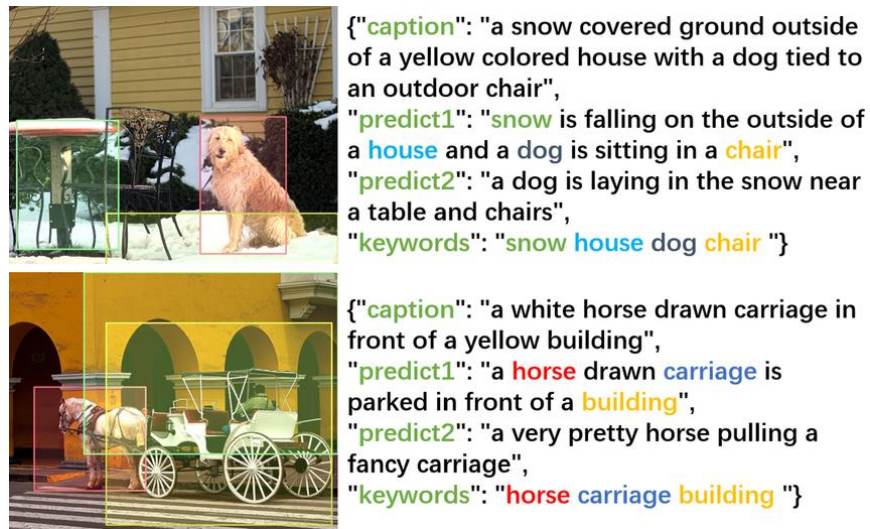 {"caption": "a snow covered ground outside
of a yellow colored house with a dog tied to
an outdoor chair",
"predict1": "snow is falling on the outside of
a house and a dog is sitting in a chair",
"predict2": "a dog is laying in the snow near
a table and chairs",
"keywords": "snow house dog chair "}
{"caption": "a white horse drawn carriage in
front of a yellow building",
"predict1": "a horse drawn carriage is
parked in front of a building",
"predict2": "a very pretty horse pulling a
fancy carriage",
"keywords": "horse carriage building "}